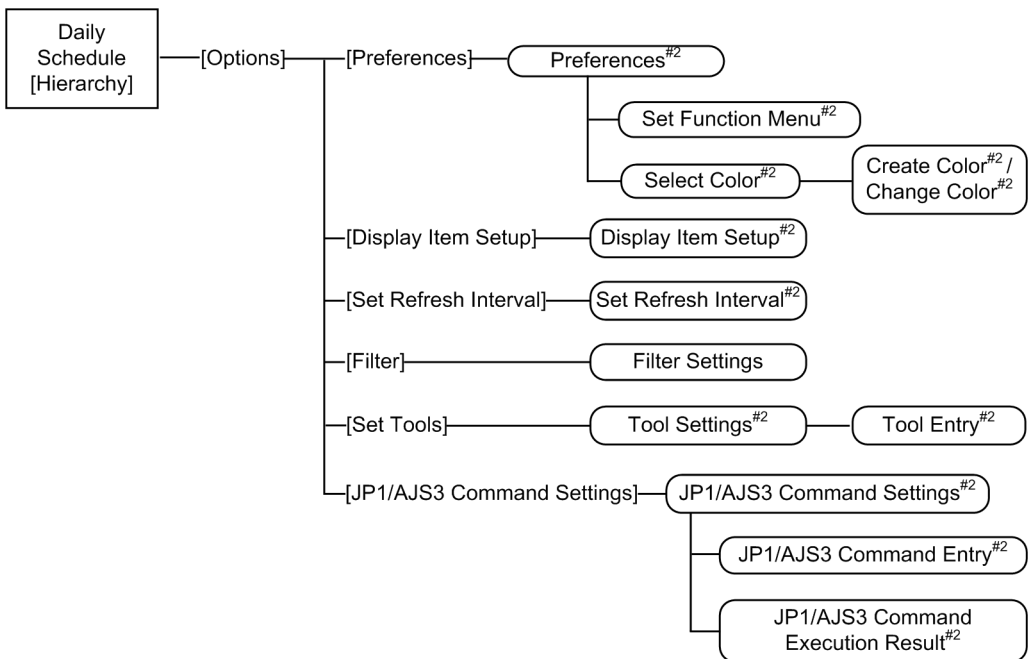 Daily
Schedule
[Hierarchy]
[Options]
[Preferences]
Preferences#2
Set Function Menu#2
Select Color#2
Create Color#2 /
Change Color#2
[Display Item Setup]
Display Item Setup#2
[Set Refresh Interval]
Set Refresh Interval#2
[Filter]
Filter Settings
[Set Tools]
Tool Settings#2
Tool Entry#2
[JP1/AJS3 Command Settings]
JP1/AJS3 Command Settings#2
JP1/AJS3 Command Entry#2
JP1/AJS3 Command
Execution Result#2